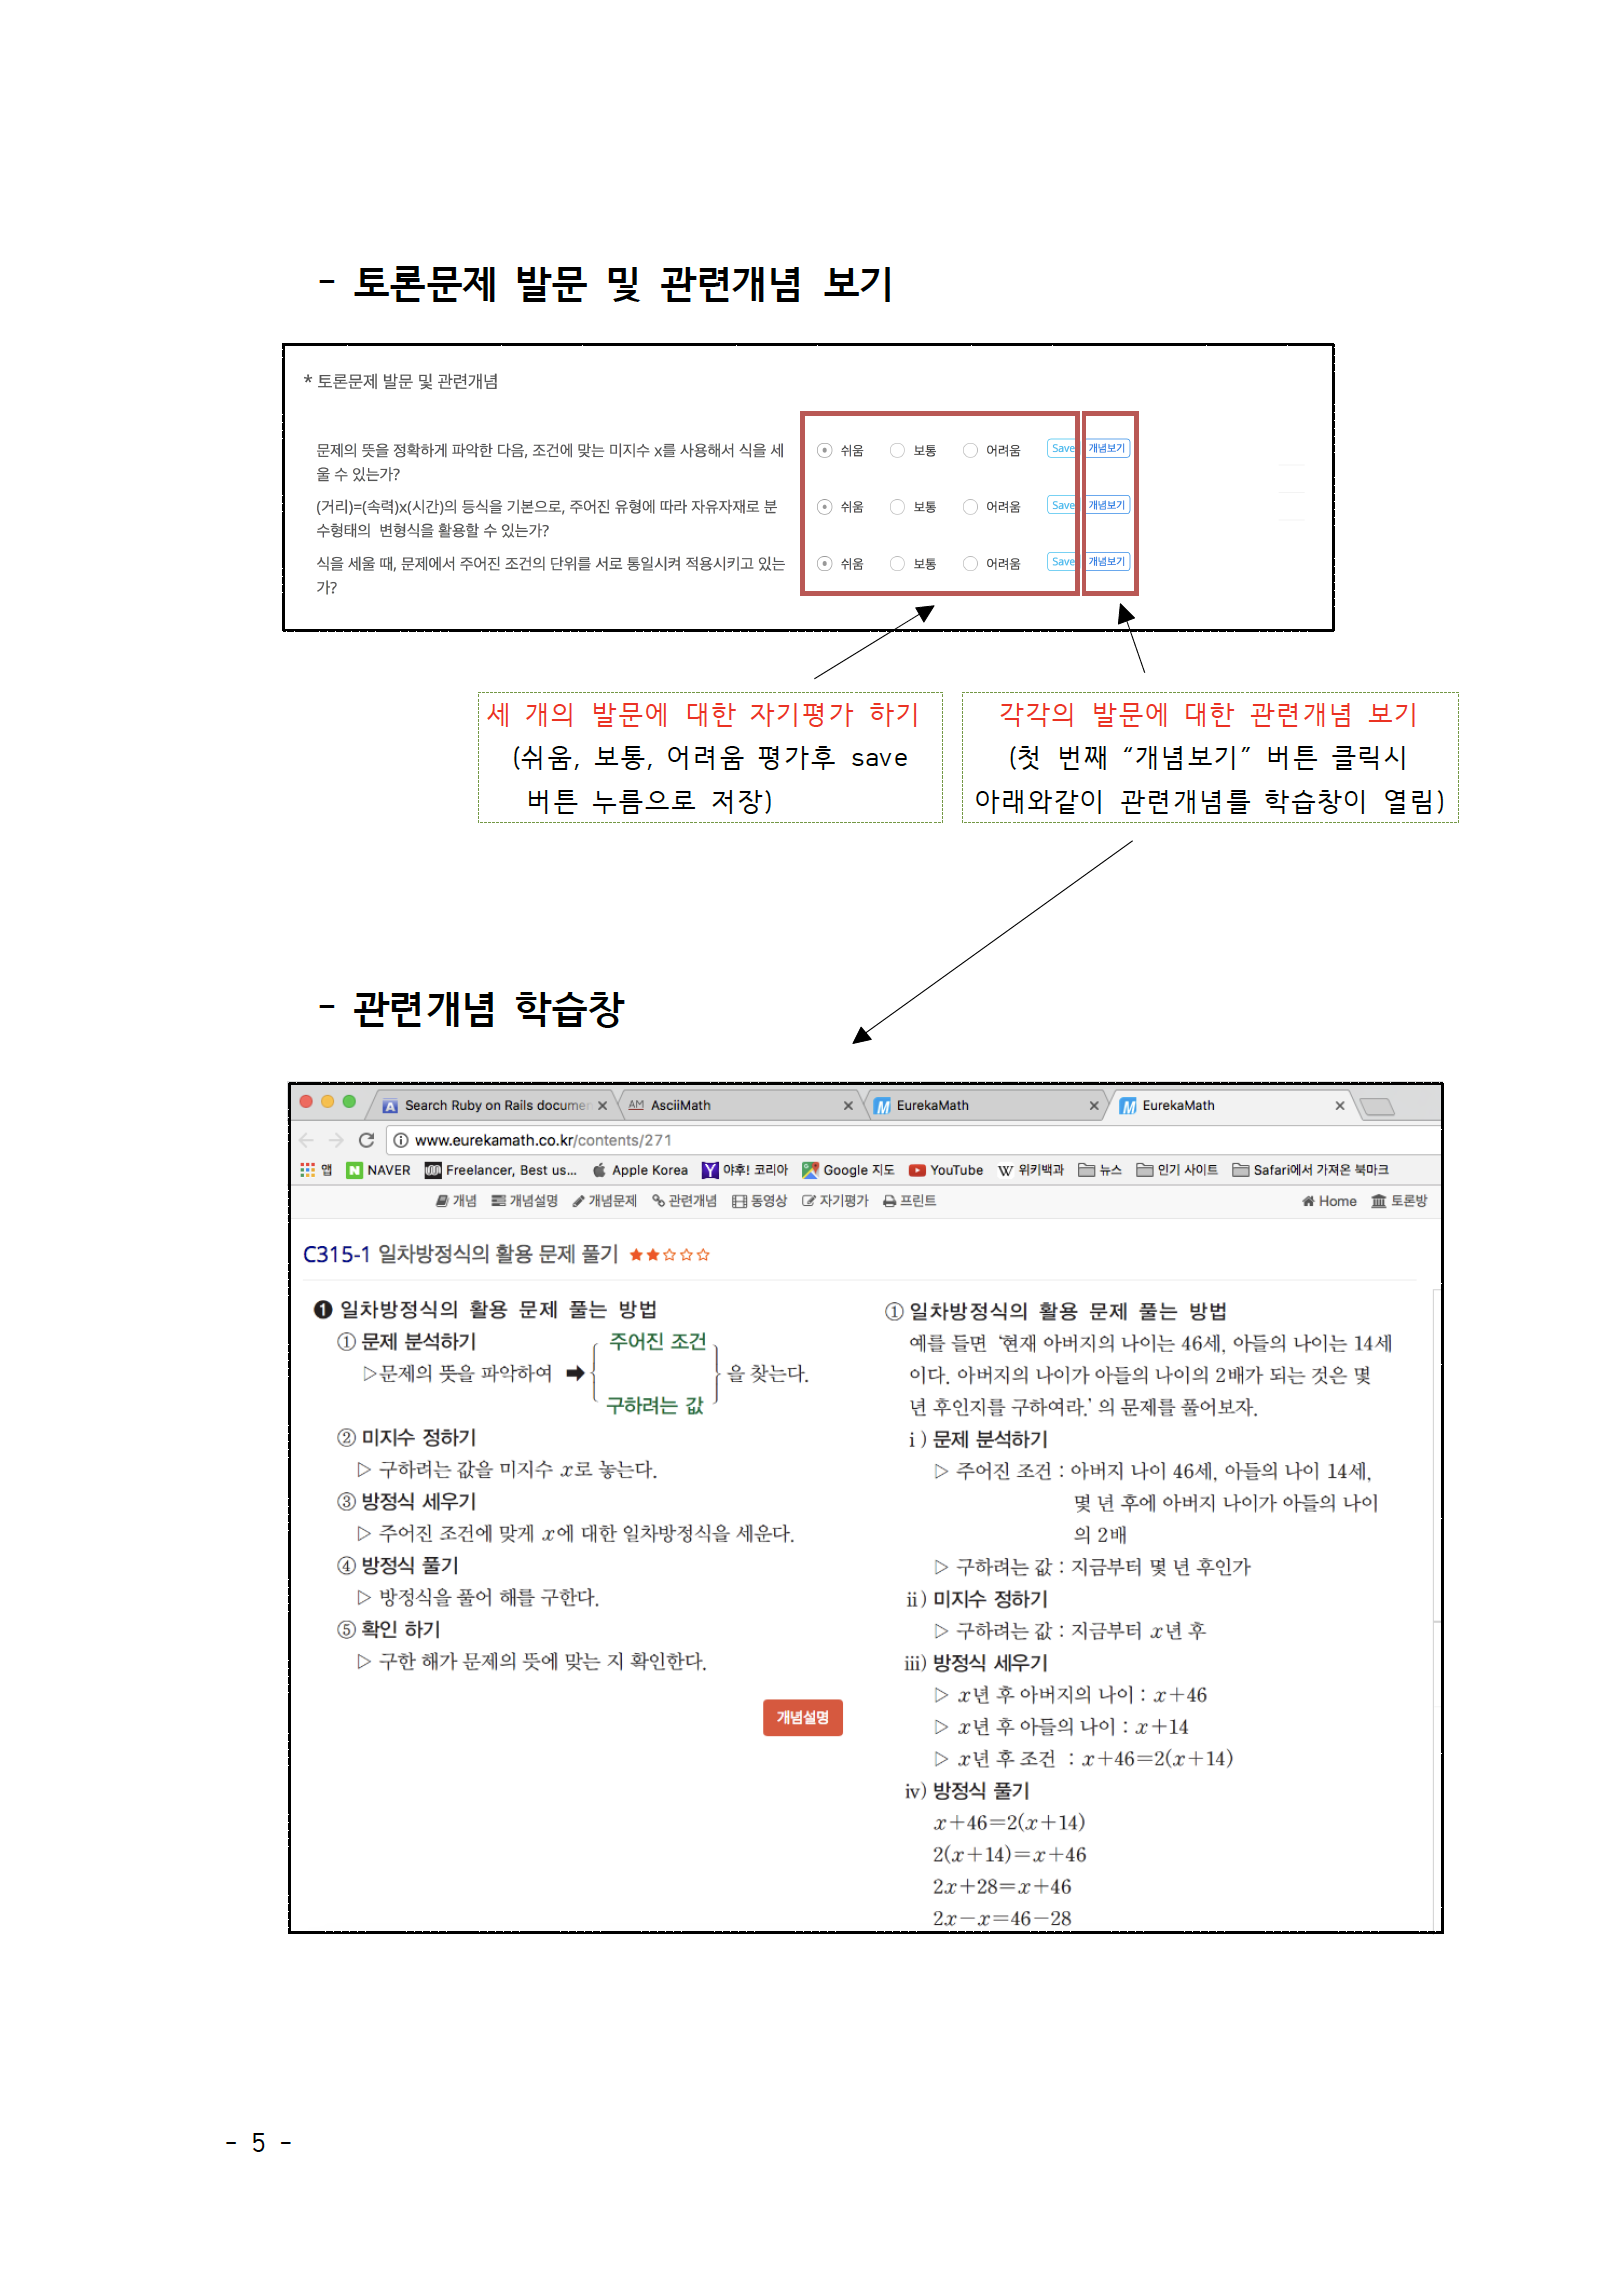 - 토론문제 발문 및 관련개념 보기
* 토론문제 발문 및 관련개념
문제의 뜻을 정확하게 파악한 다음, 조건에 맞는 미지수 x를 사용해서 식을 세
울 수 있는가?
쉬움 보통 어려움 Save 개념보기
(거리)=(속력)x(시간)의 등식을 기본으로, 주어진 유형에 따라 자유자재로 분
수형태의 변형식을 활용할 수 있는가?
쉬움 보통 어려움 Save 개념보기
식을 세울 때, 문제에서 주어진 조건의 단위를 서로 통일시켜 적용시키고 있는
가?
쉬움 보통 어려움 Save 개념보기
세 개의 발문에 대한 자기평가 하기
(쉬움, 보통, 어려움 평가후 save
버튼 누름으로 저장)
각각의 발문에 대한 관련개념 보기
(첫 번째 “개념보기” 버튼 클릭시
아래와같이 관련개념를 학습창이 열림)
- 관련개념 학습창
Search Ruby on Rails documen AsciiMath EurekaMath EurekaMath
www.eurekamath.co.kr/contents/271
앱 NAVER Freelancer, Best us... Apple Korea 야후! 코리아 Google 지도 YouTube 위키백과 뉴스 인기 사이트 Safari에서 가져온 북마크
개념 개념설명 개념문제 관련개념 동영상 자기평가 프린트 Home 토론방
C315-1 일차방정식의 활용 문제 풀기 ★★☆☆☆
❶ 일차방정식의 활용 문제 푸는 방법
① 문제 분석하기
주어진 조건
▷문제의 뜻을 파악하여 ➡ 을 찾는다.
구하려는 값
② 미지수 정하기
▷ 구하려는 값을 미지수 x로 놓는다.
③ 방정식 세우기
▷ 주어진 조건에 맞게 x에 대한 일차방정식을 세운다.
④ 방정식 풀기
▷ 방정식을 풀어 해를 구한다.
⑤ 확인 하기
▷ 구한 해가 문제의 뜻에 맞는 지 확인한다.
개념설명
① 일차방정식의 활용 문제 푸는 방법
예를 들면 ‘현재 아버지의 나이는 46세, 아들의 나이는 14세
이다. 아버지의 나이가 아들의 나이의 2배가 되는 것은 몇
년 후인지를 구하여라.’ 의 문제를 풀어보자.
i ) 문제 분석하기
▷ 주어진 조건 : 아버지 나이 46세, 아들의 나이 14세,
몇 년 후에 아버지 나이가 아들의 나이
의 2배
▷ 구하려는 값 : 지금부터 몇 년 후인가
ii ) 미지수 정하기
▷ 구하려는 값 : 지금부터 x년 후
iii) 방정식 세우기
▷ x년 후 아버지의 나이 : x+46
▷ x년 후 아들의 나이 : x+14
▷ x년 후 조건 : x+46=2(x+14)
iv) 방정식 풀기
x+46=2(x+14)
2(x+14)=x+46
2x+28=x+46
2x-x=46-28
- 5 -